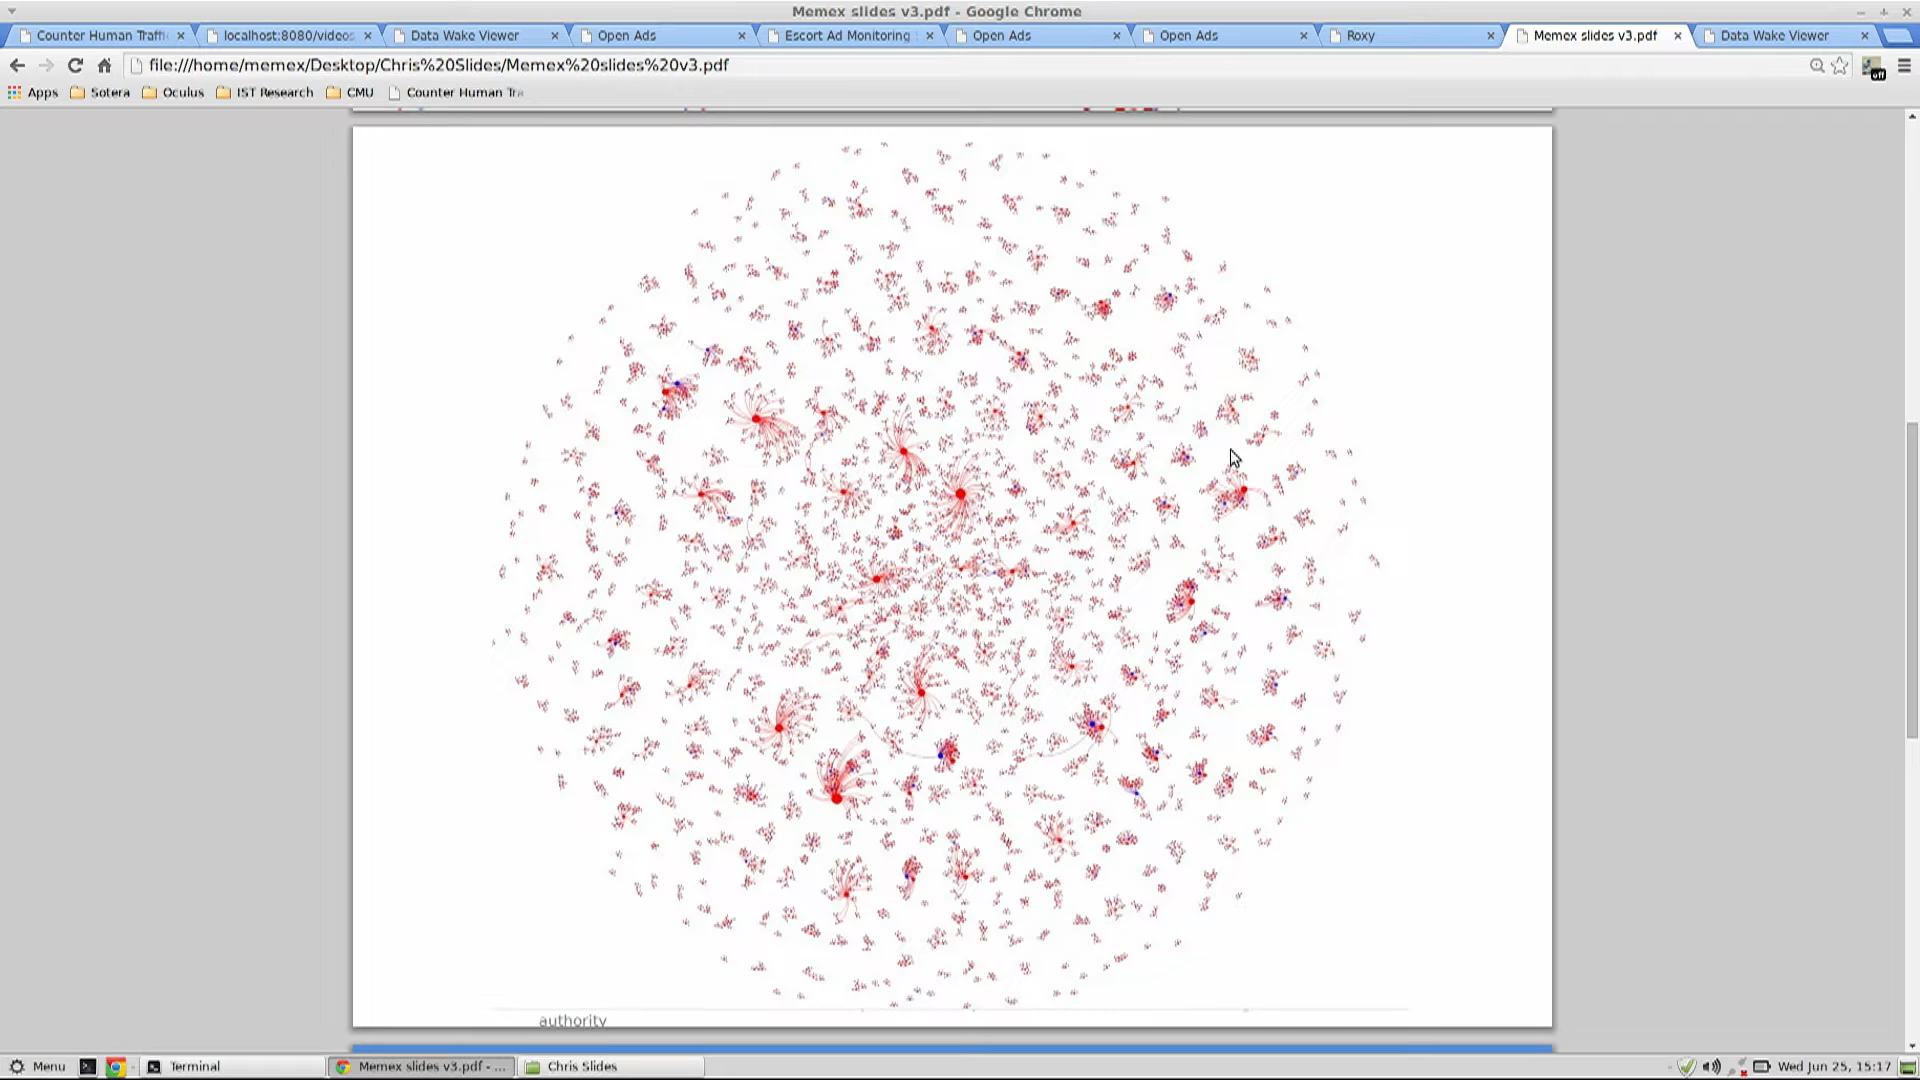 Memex slides v3.pdf - Google Chrome
Counter Human Traffi
localhost:8080/videos
Data Wake Viewer
Open Ads
Escort Ad Monitoring
Open Ads
Open Ads
Roxy
Memex slides v3.pdf
Data Wake Viewer
file:///home/memex/Desktop/Chris%20Slides/Memex%20slides%20v3.pdf
off
Apps
Sotera
Oculus
IST Research
CMU
Counter Human Tra
authority
Menu
Terminal
Memex slides v3.pdf - ...
Chris Slides
Wed Jun 25, 15:17